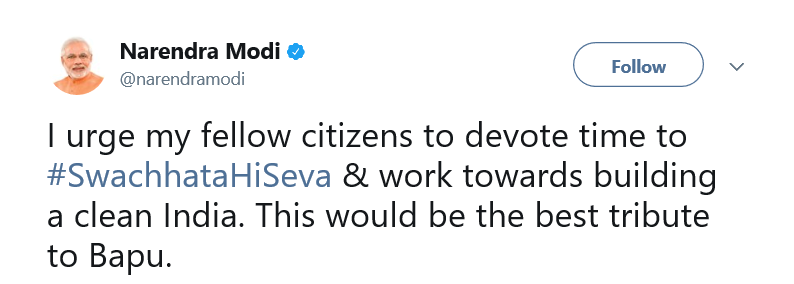 Narendra Modi
@narendramodi
Follow
I urge my fellow citizens to devote time to
#SwachhataHiSeva & work towards building
a clean India. This would be the best tribute
to Bapu.